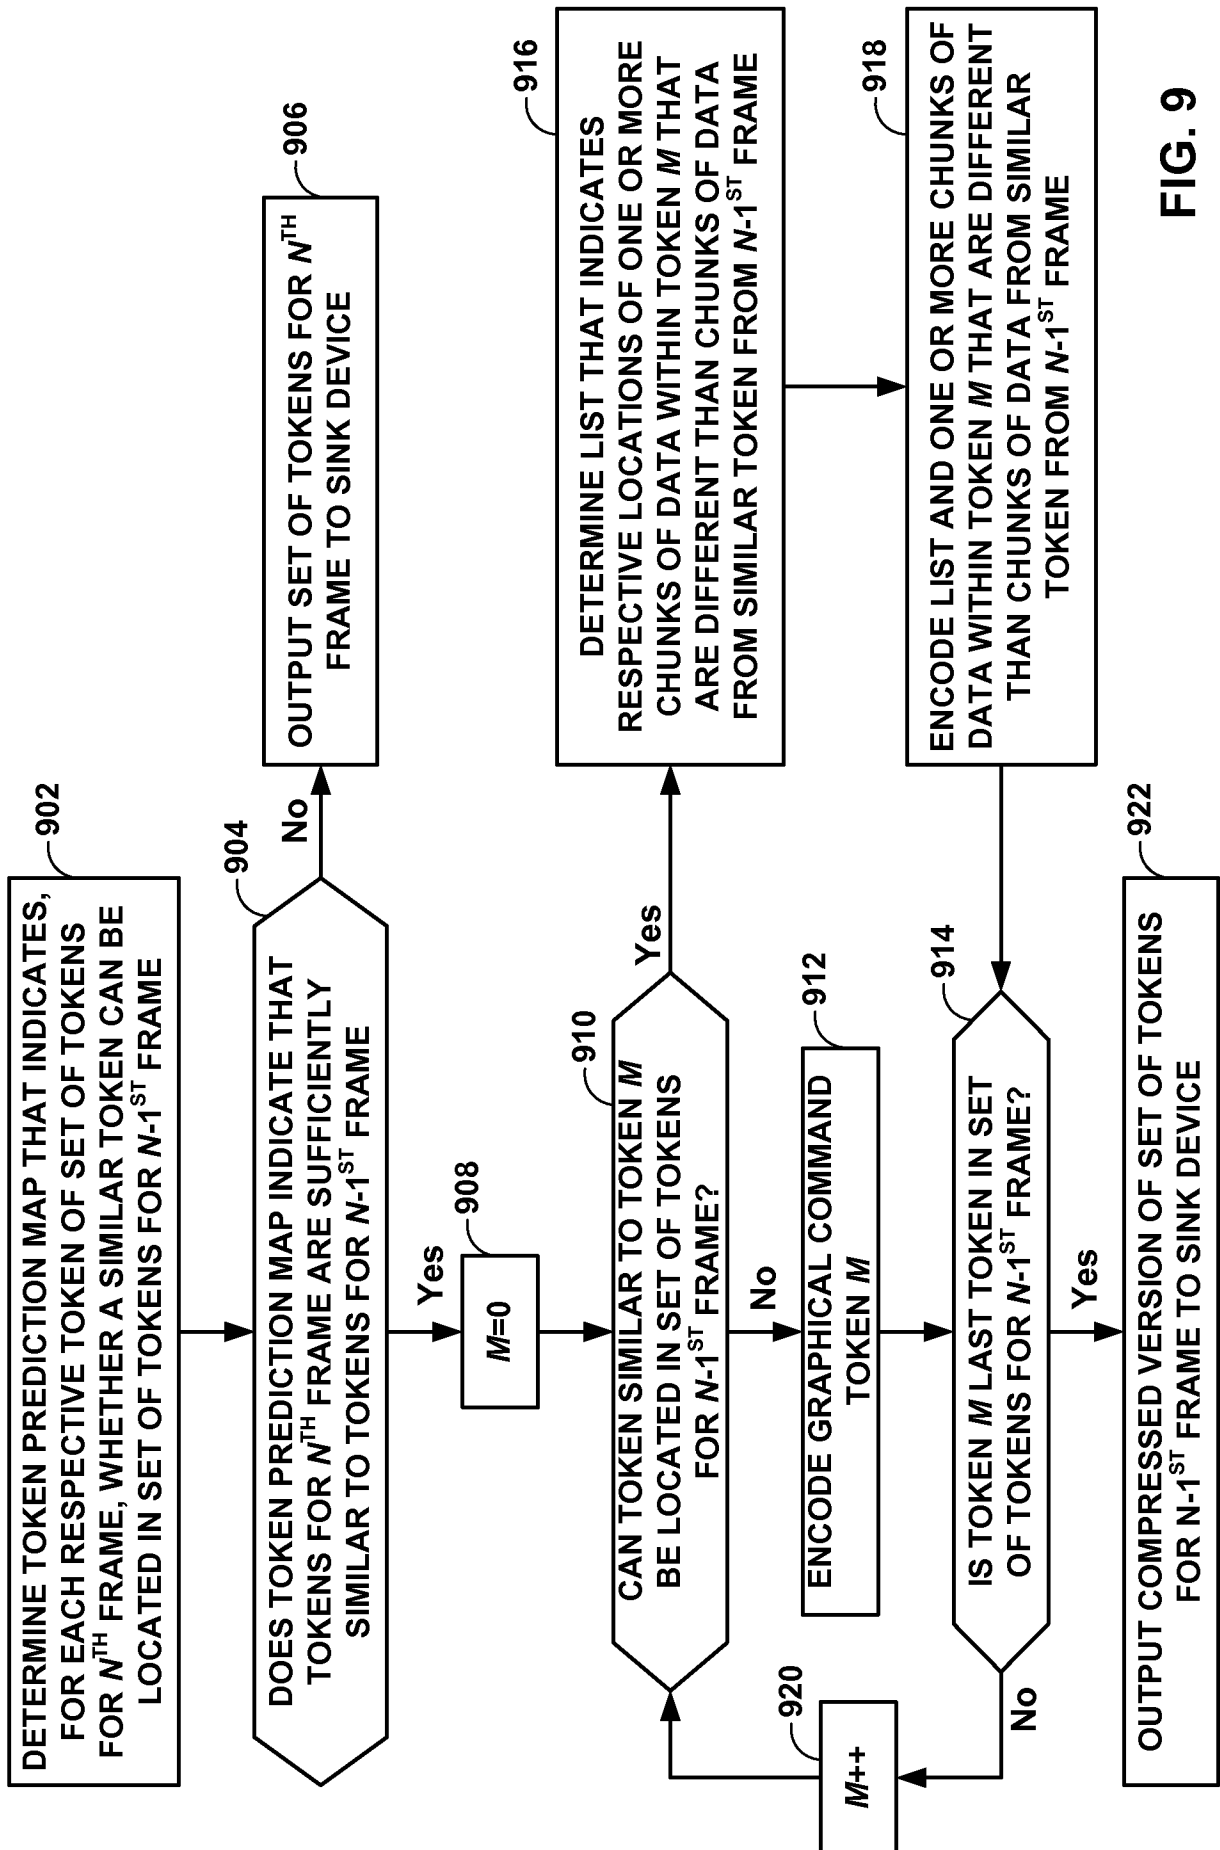 902
DETERMINE TOKEN PREDICTION MAP THAT INDICATES,
FOR EACH RESPECTIVE TOKEN OF SET OF TOKENS
FOR NTH FRAME, WHETHER A SIMILAR TOKEN CAN BE
LOCATED IN SET OF TOKENS FOR N-1ST FRAME
904
DOES TOKEN PREDICTION MAP INDICATE THAT
TOKENS FOR NTH FRAME ARE SUFFICIENTLY
SIMILAR TO TOKENS FOR N-1ST FRAME
No
906
OUTPUT SET OF TOKENS FOR NTH
FRAME TO SINK DEVICE
Yes
908
M=0
910
CAN TOKEN SIMILAR TO TOKEN M
BE LOCATED IN SET OF TOKENS
FOR N-1ST FRAME?
Yes
916
DETERMINE LIST THAT INDICATES
RESPECTIVE LOCATIONS OF ONE OR MORE
CHUNKS OF DATA WITHIN TOKEN M THAT
ARE DIFFERENT THAN CHUNKS OF DATA
FROM SIMILAR TOKEN FROM N-1ST FRAME
No
912
ENCODE GRAPHICAL COMMAND
TOKEN M
918
ENCODE LIST AND ONE OR MORE CHUNKS OF
DATA WITHIN TOKEN M THAT ARE DIFFERENT
THAN CHUNKS OF DATA FROM SIMILAR
TOKEN FROM N-1ST FRAME
920
M++
914
IS TOKEN M LAST TOKEN IN SET
OF TOKENS FOR N-1ST FRAME?
No
Yes
922
OUTPUT COMPRESSED VERSION OF SET OF TOKENS
FOR N-1ST FRAME TO SINK DEVICE
FIG. 9